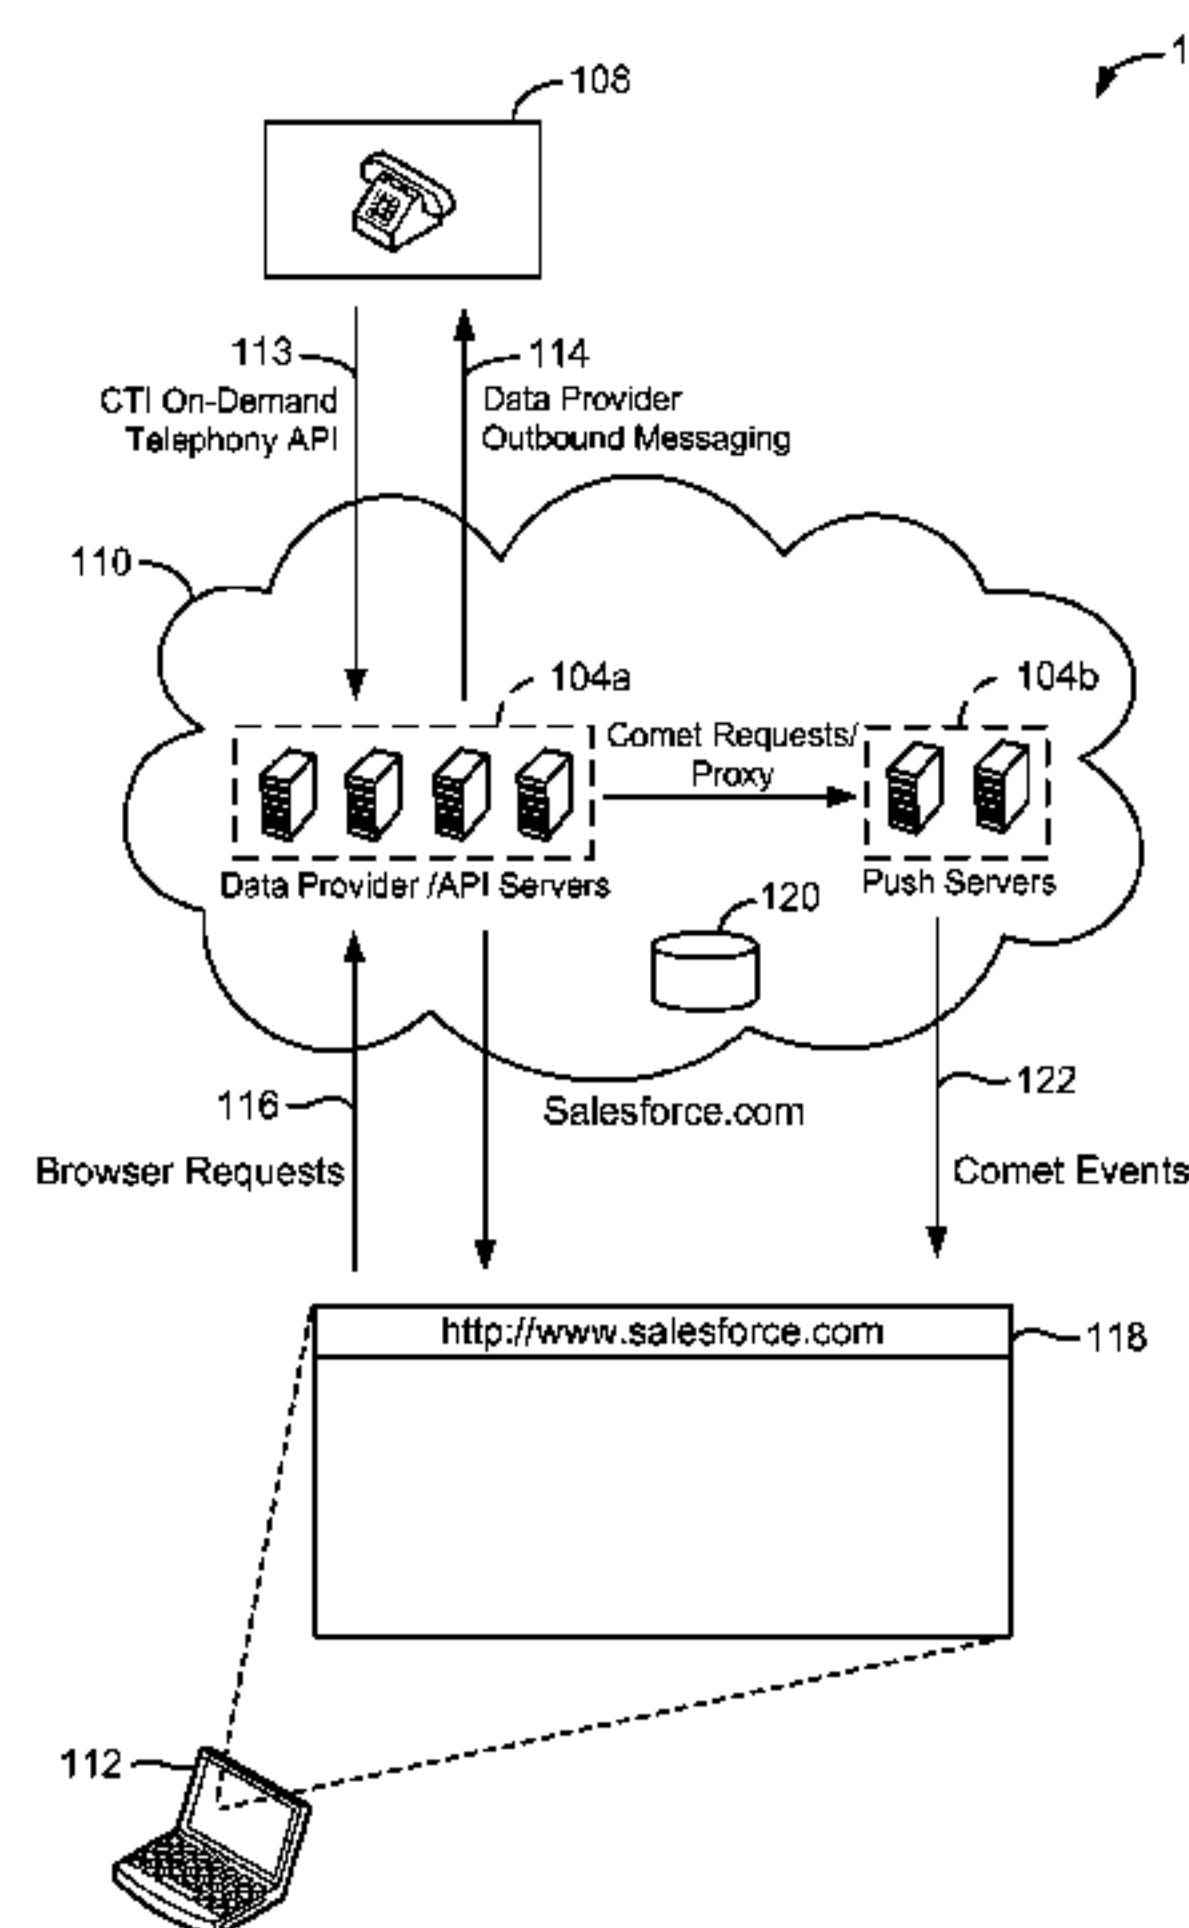 1
108
113
CTI On-Demand
Telephony API
114
Data Provider
Outbound Messaging
110
104a
104b
Comet Requests/
Proxy
Data Provider /API Servers
Push Servers
120
116
Browser Requests
Salesforce.com
122
Comet Events
http://www.salesforce.com
118
112